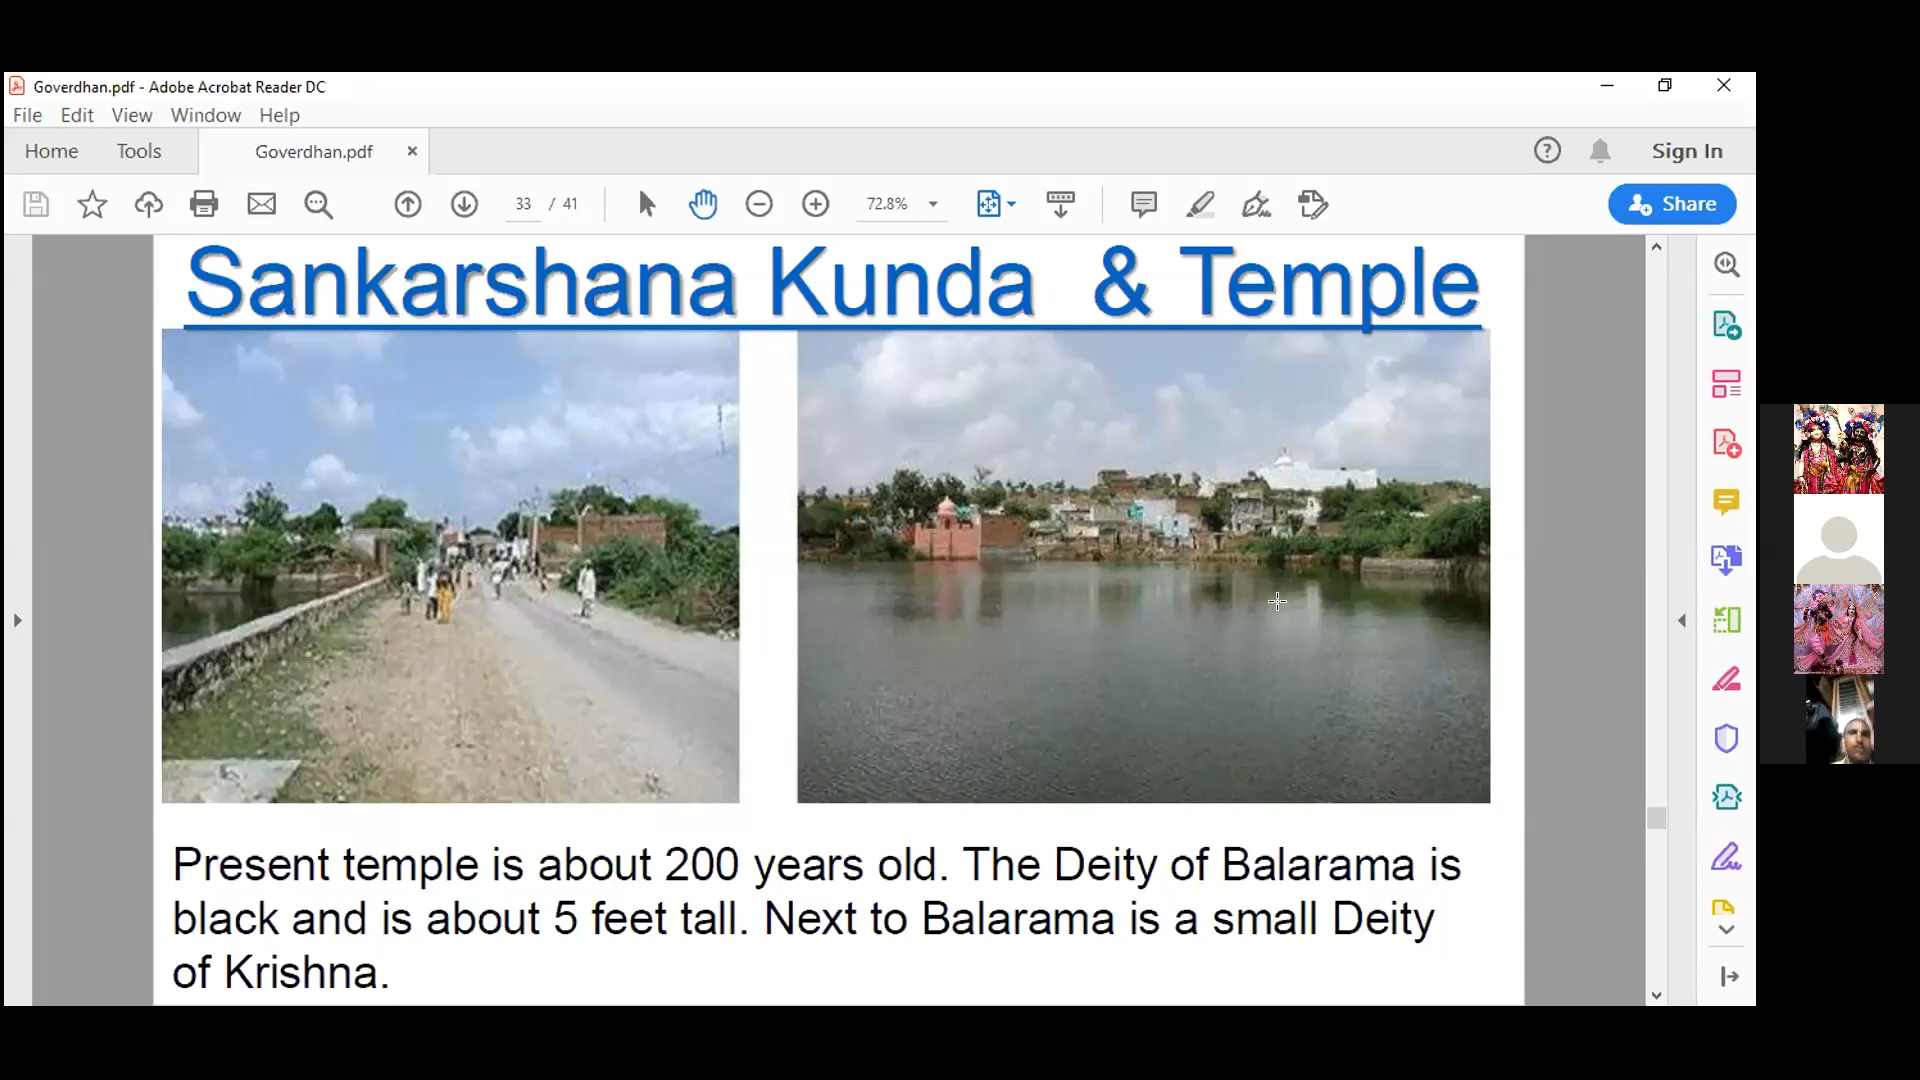 Goverdhan.pdf - Adobe Acrobat Reader DC
File Edit View Window Help
Home Tools Goverdhan.pdf × Sign In
33 / 41 72.8% Share
Sankarshana Kunda & Temple
Present temple is about 200 years old. The Deity of Balarama is
black and is about 5 feet tall. Next to Balarama is a small Deity
of Krishna.